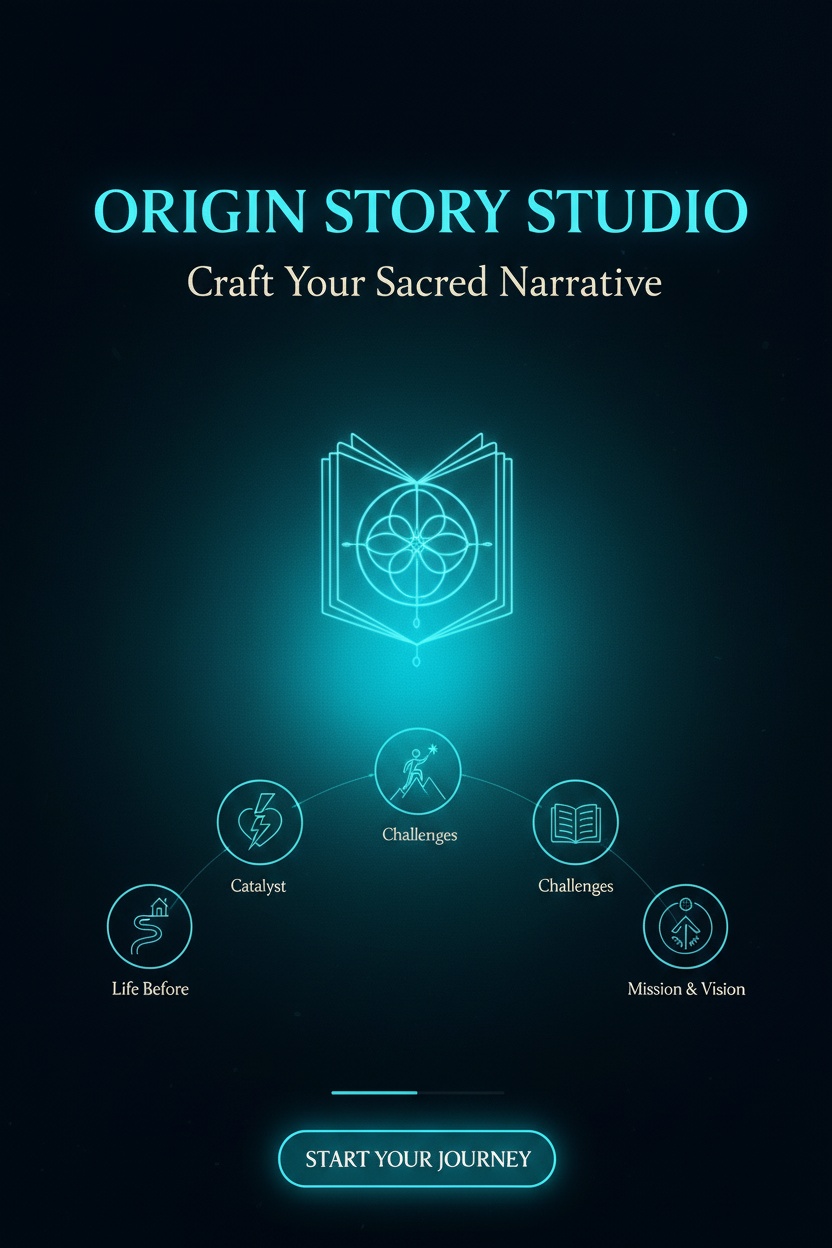 ORIGIN STORY STUDIO
Craft Your Sacred Narrative
Challenges
Catalyst
Challenges
Life Before
Mission & Vision
START YOUR JOURNEY